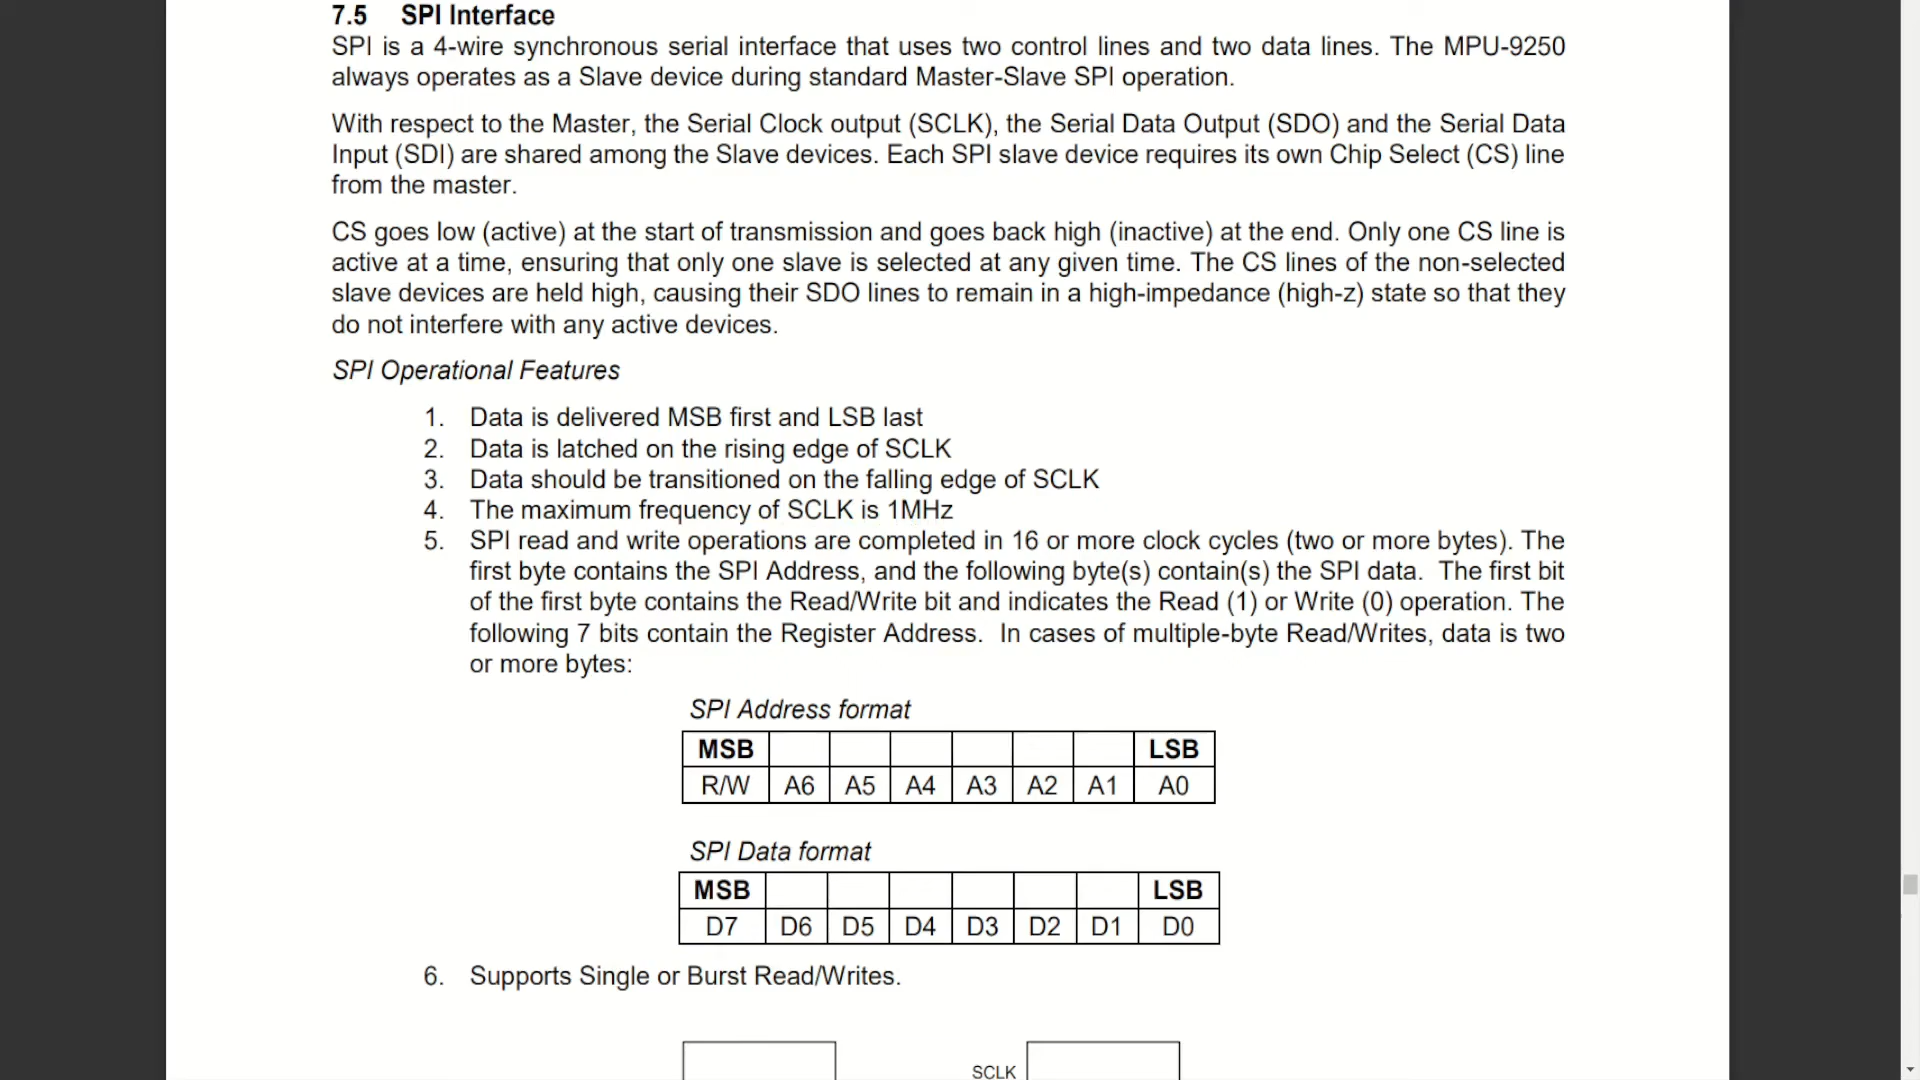 7.5 SPI Interface
SPI is a 4-wire synchronous serial interface that uses two control lines and two data lines. The MPU-9250
always operates as a Slave device during standard Master-Slave SPI operation.
With respect to the Master, the Serial Clock output (SCLK), the Serial Data Output (SDO) and the Serial Data
Input (SDI) are shared among the Slave devices. Each SPI slave device requires its own Chip Select (CS) line
from the master.
CS goes low (active) at the start of transmission and goes back high (inactive) at the end. Only one CS line is
active at a time, ensuring that only one slave is selected at any given time. The CS lines of the non-selected
slave devices are held high, causing their SDO lines to remain in a high-impedance (high-z) state so that they
do not interfere with any active devices.
SPI Operational Features
1. Data is delivered MSB first and LSB last
2. Data is latched on the rising edge of SCLK
3. Data should be transitioned on the falling edge of SCLK
4. The maximum frequency of SCLK is 1MHz
5. SPI read and write operations are completed in 16 or more clock cycles (two or more bytes). The
first byte contains the SPI Address, and the following byte(s) contain(s) the SPI data. The first bit
of the first byte contains the Read/Write bit and indicates the Read (1) or Write (0) operation. The
following 7 bits contain the Register Address. In cases of multiple-byte Read/Writes, data is two
or more bytes:
SPI Address format
MSB LSB
R/W A6 A5 A4 A3 A2 A1 A0
SPI Data format
MSB LSB
D7 D6 D5 D4 D3 D2 D1 D0
6. Supports Single or Burst Read/Writes.
SCLK